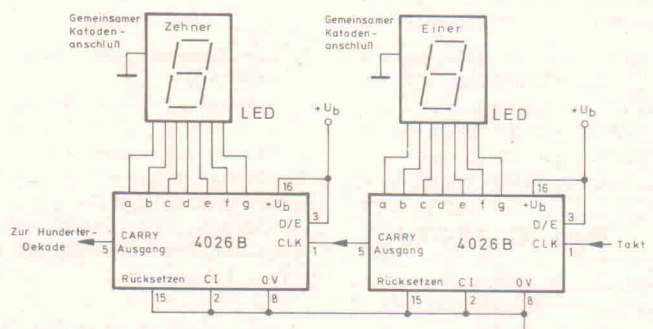 Gemeinsamer
Katoden-
anschluß
Zehner
LED
+Ub
16
a b c d e f g +Ub
D/E 3
CARRY
Ausgang
4026 B
CLK
1
5
Zur Hunderter-
Dekade
Rücksetzen CI 0V
15 2 8
Gemeinsamer
Katoden-
anschluß
Einer
LED
+Ub
16
a b c d e f g +Ub
D/E 3
CARRY
Ausgang
4026 B
CLK
1
5
Takt
Rücksetzen CI 0V
15 2 8